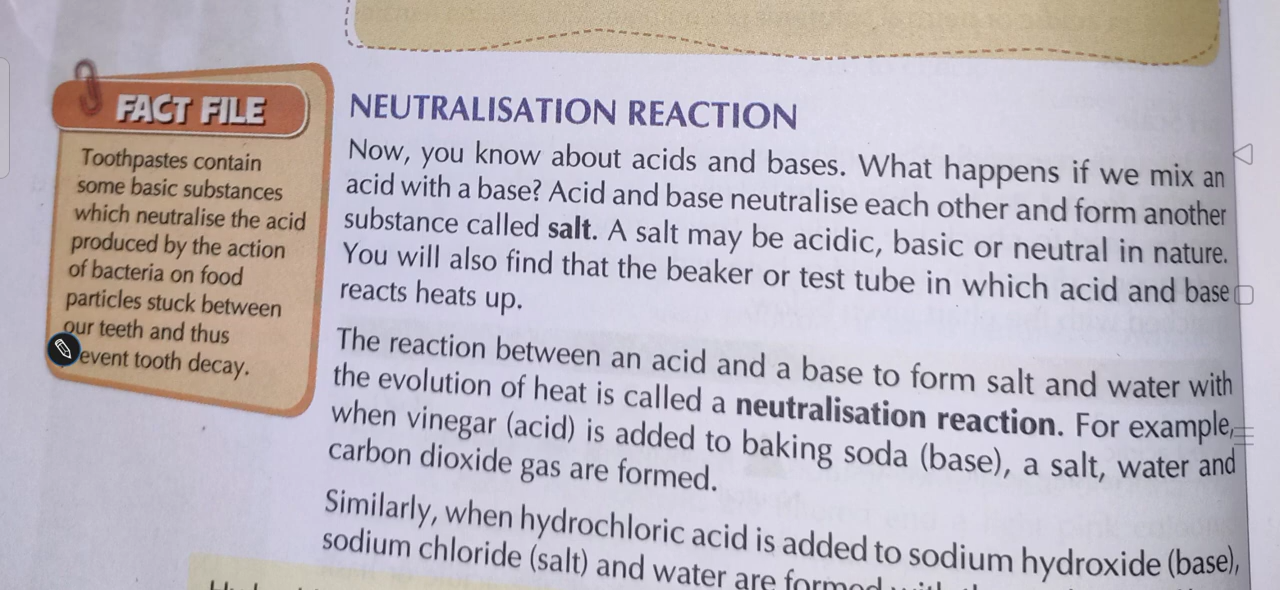 FACT FILE
Toothpastes contain
some basic substances
which neutralise the acid
produced by the action
of bacteria on food
particles stuck between
our teeth and thus
event tooth decay.
NEUTRALISATION REACTION
Now, you know about acids and bases. What happens if we mix an
acid with a base? Acid and base neutralise each other and form another
substance called salt. A salt may be acidic, basic or neutral in nature.
You will also find that the beaker or test tube in which acid and base
reacts heats up.
The reaction between an acid and a base to form salt and water with
the evolution of heat is called a neutralisation reaction. For example,
when vinegar (acid) is added to baking soda (base), a salt, water and
carbon dioxide gas are formed.
Similarly, when hydrochloric acid is added to sodium hydroxide (base),
sodium chloride (salt) and water are formed